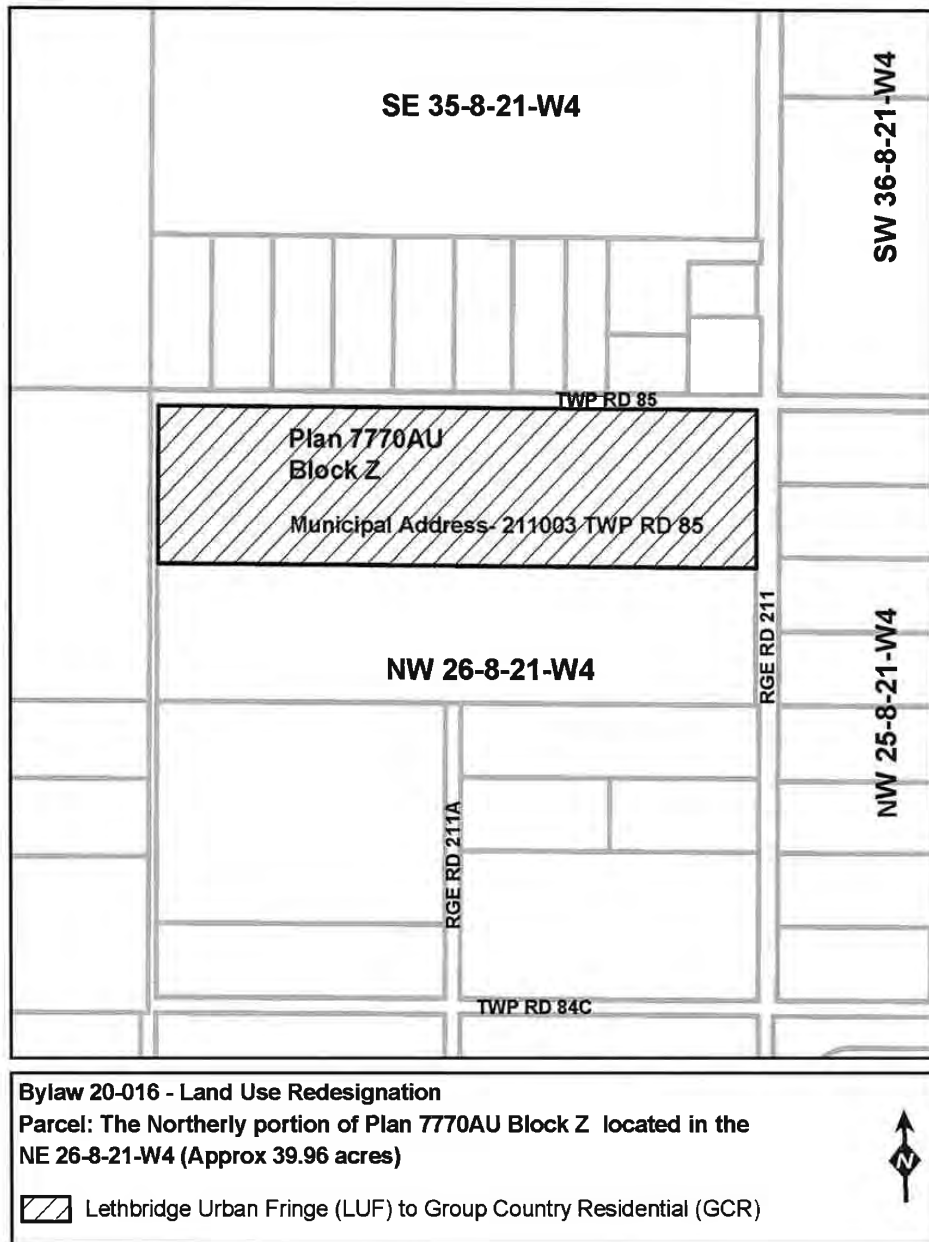 SE 35-8-21-W4
SW 36-8-21-W4
TWP RD 85
Plan 7770AU
Block Z
Municipal Address- 211003 TWP RD 85
RGE RD 211
NW 26-8-21-W4
NW 25-8-21-W4
RGE RD 211A
TWP RD 84C
Bylaw 20-016 - Land Use Redesignation
Parcel: The Northerly portion of Plan 7770AU Block Z located in the
NE 26-8-21-W4 (Approx 39.96 acres)
N
Lethbridge Urban Fringe (LUF) to Group Country Residential (GCR)